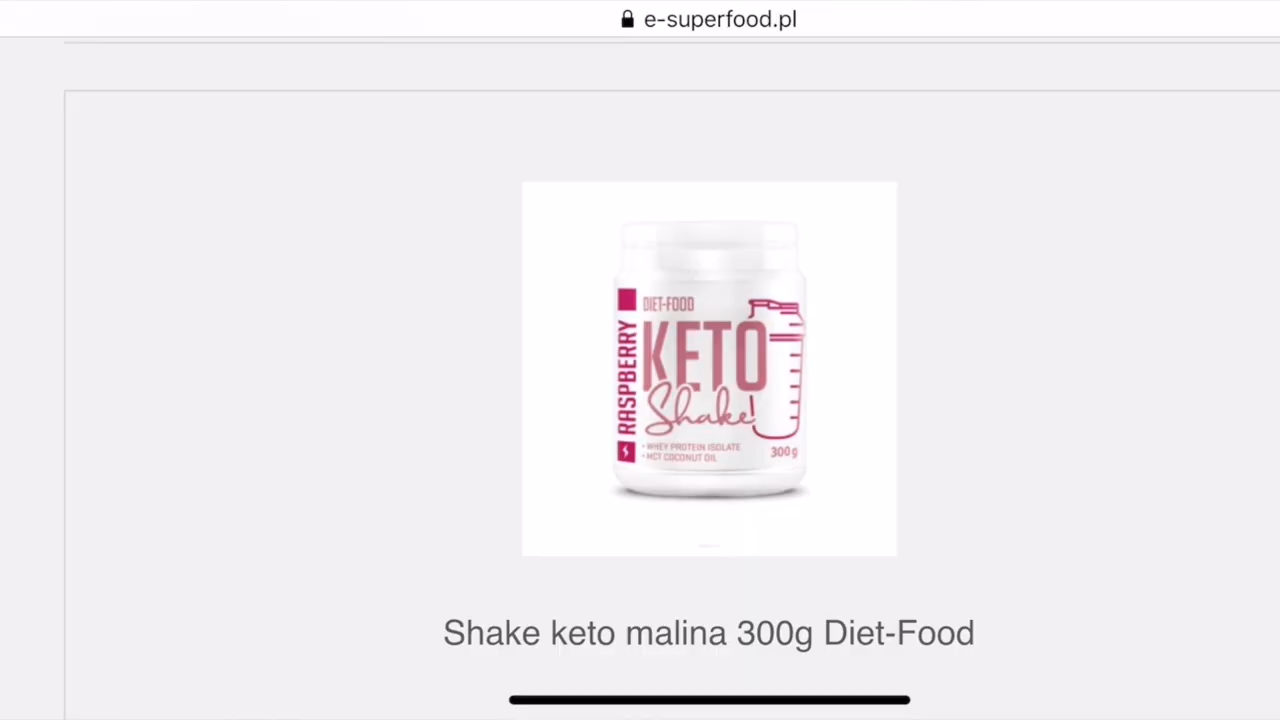 e-superfood.pl
DIET-FOOD
KETO
Shake
RASPBERRY
• WHEY PROTEIN ISOLATE
• MCT COCONUT OIL
300 g
Shake keto malina 300g Diet-Food